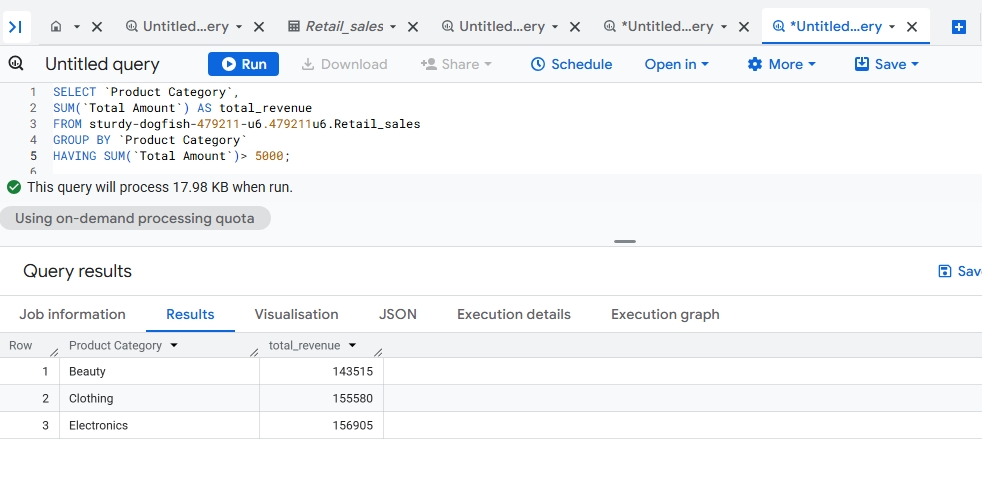 Untitled...ery
Retail_sales
Untitled...ery
*Untitled...ery
*Untitled...ery
Untitled query
Run
Download
Share
Schedule
Open in
More
Save
1 SELECT `Product Category`,
2 SUM(`Total Amount`) AS total_revenue
3 FROM sturdy-dogfish-479211-u6.479211u6.Retail_sales
4 GROUP BY `Product Category`
5 HAVING SUM(`Total Amount`)> 5000;
6
This query will process 17.98 KB when run.
Using on-demand processing quota
Query results
Sav
Job information
Results
Visualisation
JSON
Execution details
Execution graph
Row Product Category total_revenue
1 Beauty 143515
2 Clothing 155580
3 Electronics 156905